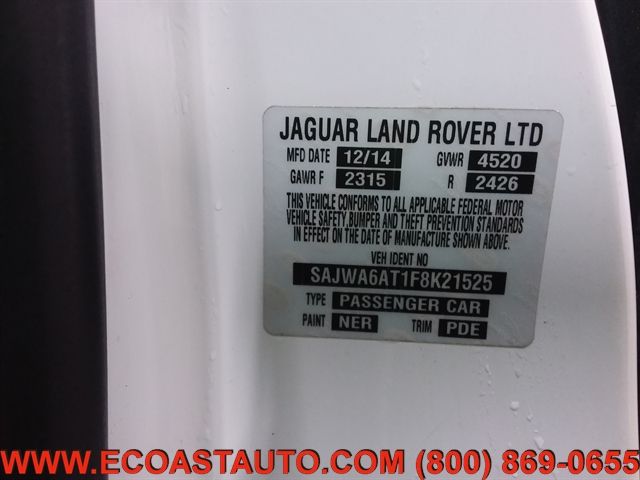 JAGUAR LAND ROVER LTD
MFD DATE 12/14 GVWR 4520
GAWR F 2315 R 2426
THIS VEHICLE CONFORMS TO ALL APPLICABLE FEDERAL MOTOR
VEHICLE SAFETY, BUMPER AND THEFT PREVENTION STANDARDS
IN EFFECT ON THE DATE OF MANUFACTURE SHOWN ABOVE.
VEH IDENT NO
SAJWA6AT1F8K21525
TYPE PASSENGER CAR
PAINT NER TRIM PDE
WWW.ECOASTAUTO.COM (800) 869-0655